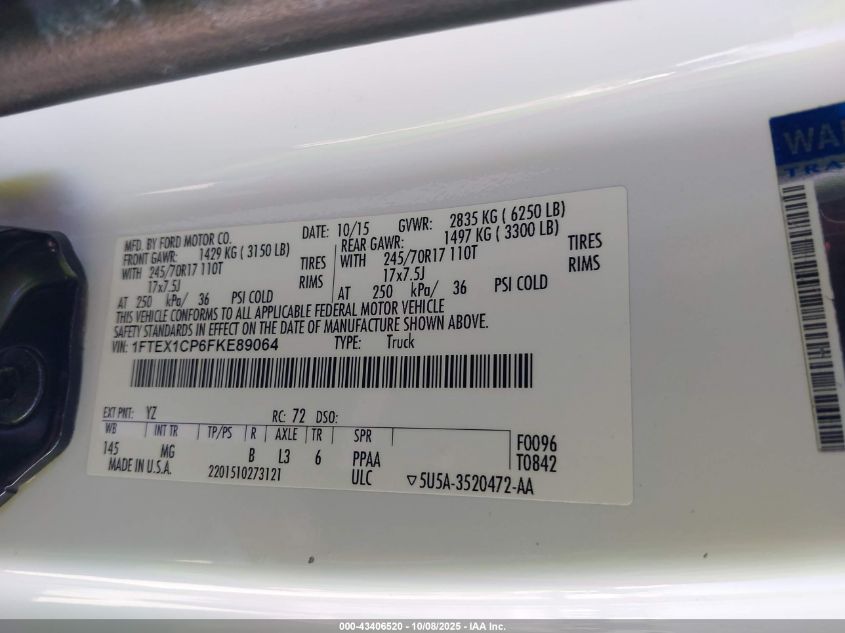 MFD. BY FORD MOTOR CO. DATE: 10/15 GVWR: 2835 KG ( 6250 LB)
FRONT GAWR: 1429 KG ( 3150 LB) REAR GAWR: 1497 KG ( 3300 LB)
WITH 245/70R17 110T TIRES WITH 245/70R17 110T TIRES
17x7.5J RIMS 17x7.5J RIMS
AT 250 kPa/ 36 PSI COLD AT 250 kPa/ 36 PSI COLD
THIS VEHICLE CONFORMS TO ALL APPLICABLE FEDERAL MOTOR VEHICLE
SAFETY STANDARDS IN EFFECT ON THE DATE OF MANUFACTURE SHOWN ABOVE.
VIN: 1FTEX1CP6FKE89064 TYPE: Truck
EXT PNT: YZ RC: 72 DSO:
WB INT TR TP/PS R AXLE TR SPR F0096
145 MG B L3 6 PPAA T0842
MADE IN U.S.A. 2201510273121 ULC ▽5U5A-3520472-AA
WA
TRA
000-43406520 - 10/08/2025 - IAA Inc.